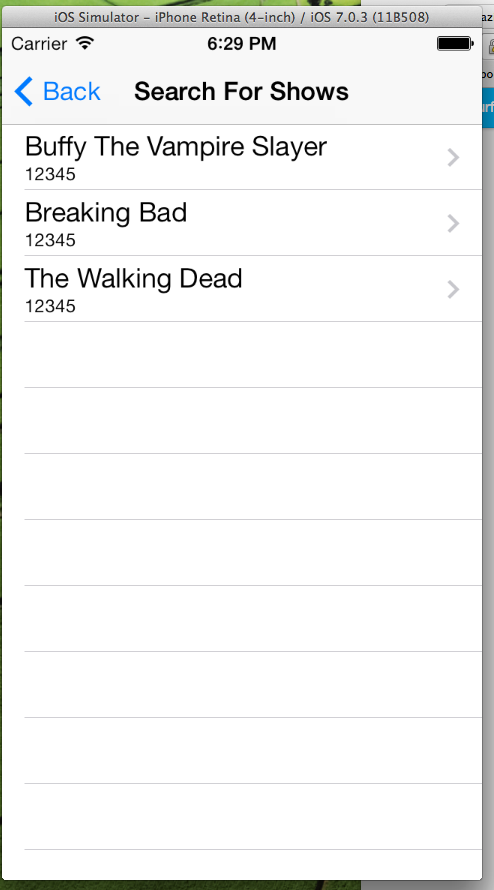 iOS Simulator – iPhone Retina (4-inch) / iOS 7.0.3 (11B508)
Carrier 6:29 PM
Back Search For Shows
Buffy The Vampire Slayer
12345
Breaking Bad
12345
The Walking Dead
12345